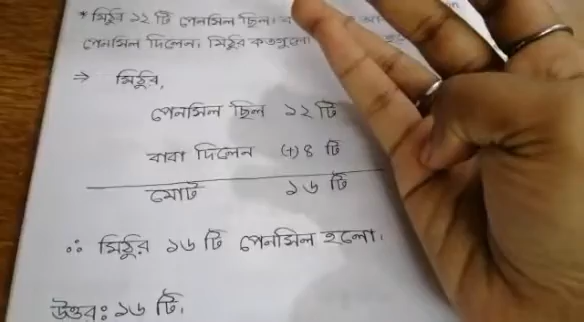 * মিঠুর ১২ টি পেনসিল ছিল।
পেনসিল দিলেন। মিঠুর কতগুলো
⇒ মিঠুর,
পেনসিল ছিল ১২ টি
বাবা দিলেন (+) ৪ টি
মোট ১৬ টি
∴ মিঠুর ১৬ টি পেনসিল হলো।
উত্তর: ১৬ টি।